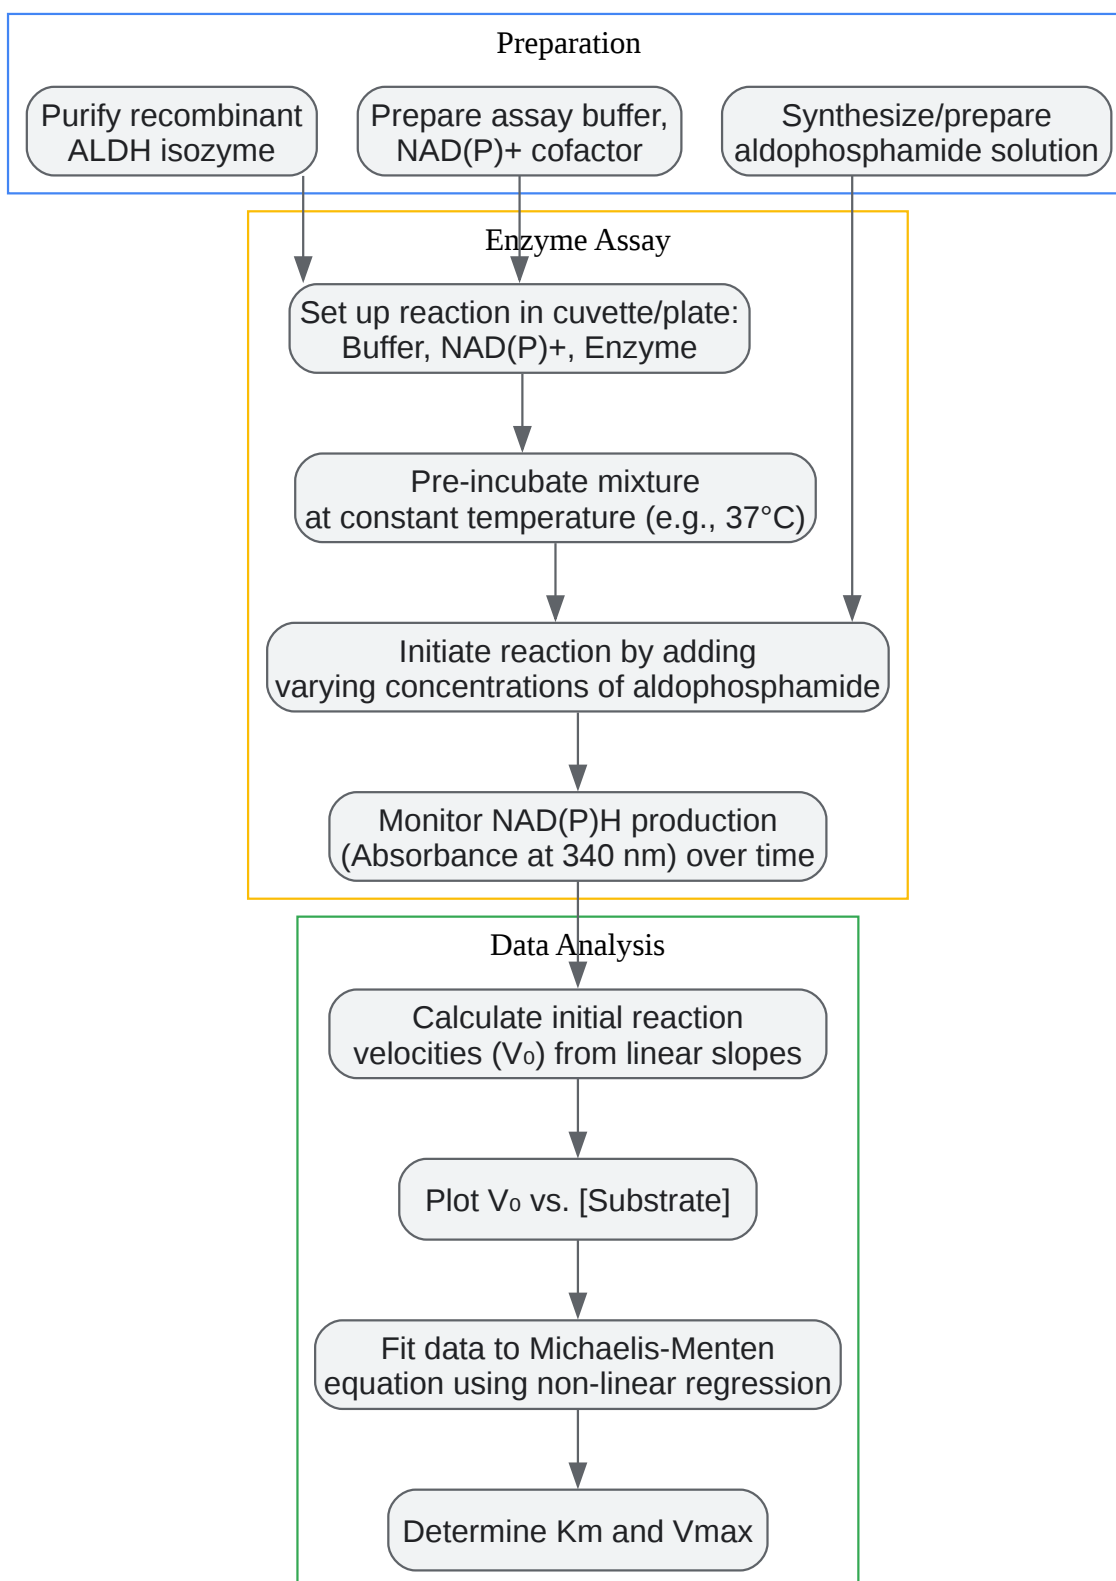 Preparation
Purify recombinant
ALDH isozyme
Prepare assay buffer,
NAD(P)+ cofactor
Synthesize/prepare
aldophosphamide solution
Enzyme Assay
Set up reaction in cuvette/plate:
Buffer, NAD(P)+, Enzyme
Pre-incubate mixture
at constant temperature (e.g., 37°C)
Initiate reaction by adding
varying concentrations of aldophosphamide
Monitor NAD(P)H production
(Absorbance at 340 nm) over time
Data Analysis
Calculate initial reaction
velocities (V₀) from linear slopes
Plot V₀ vs. [Substrate]
Fit data to Michaelis-Menten
equation using non-linear regression
Determine Km and Vmax